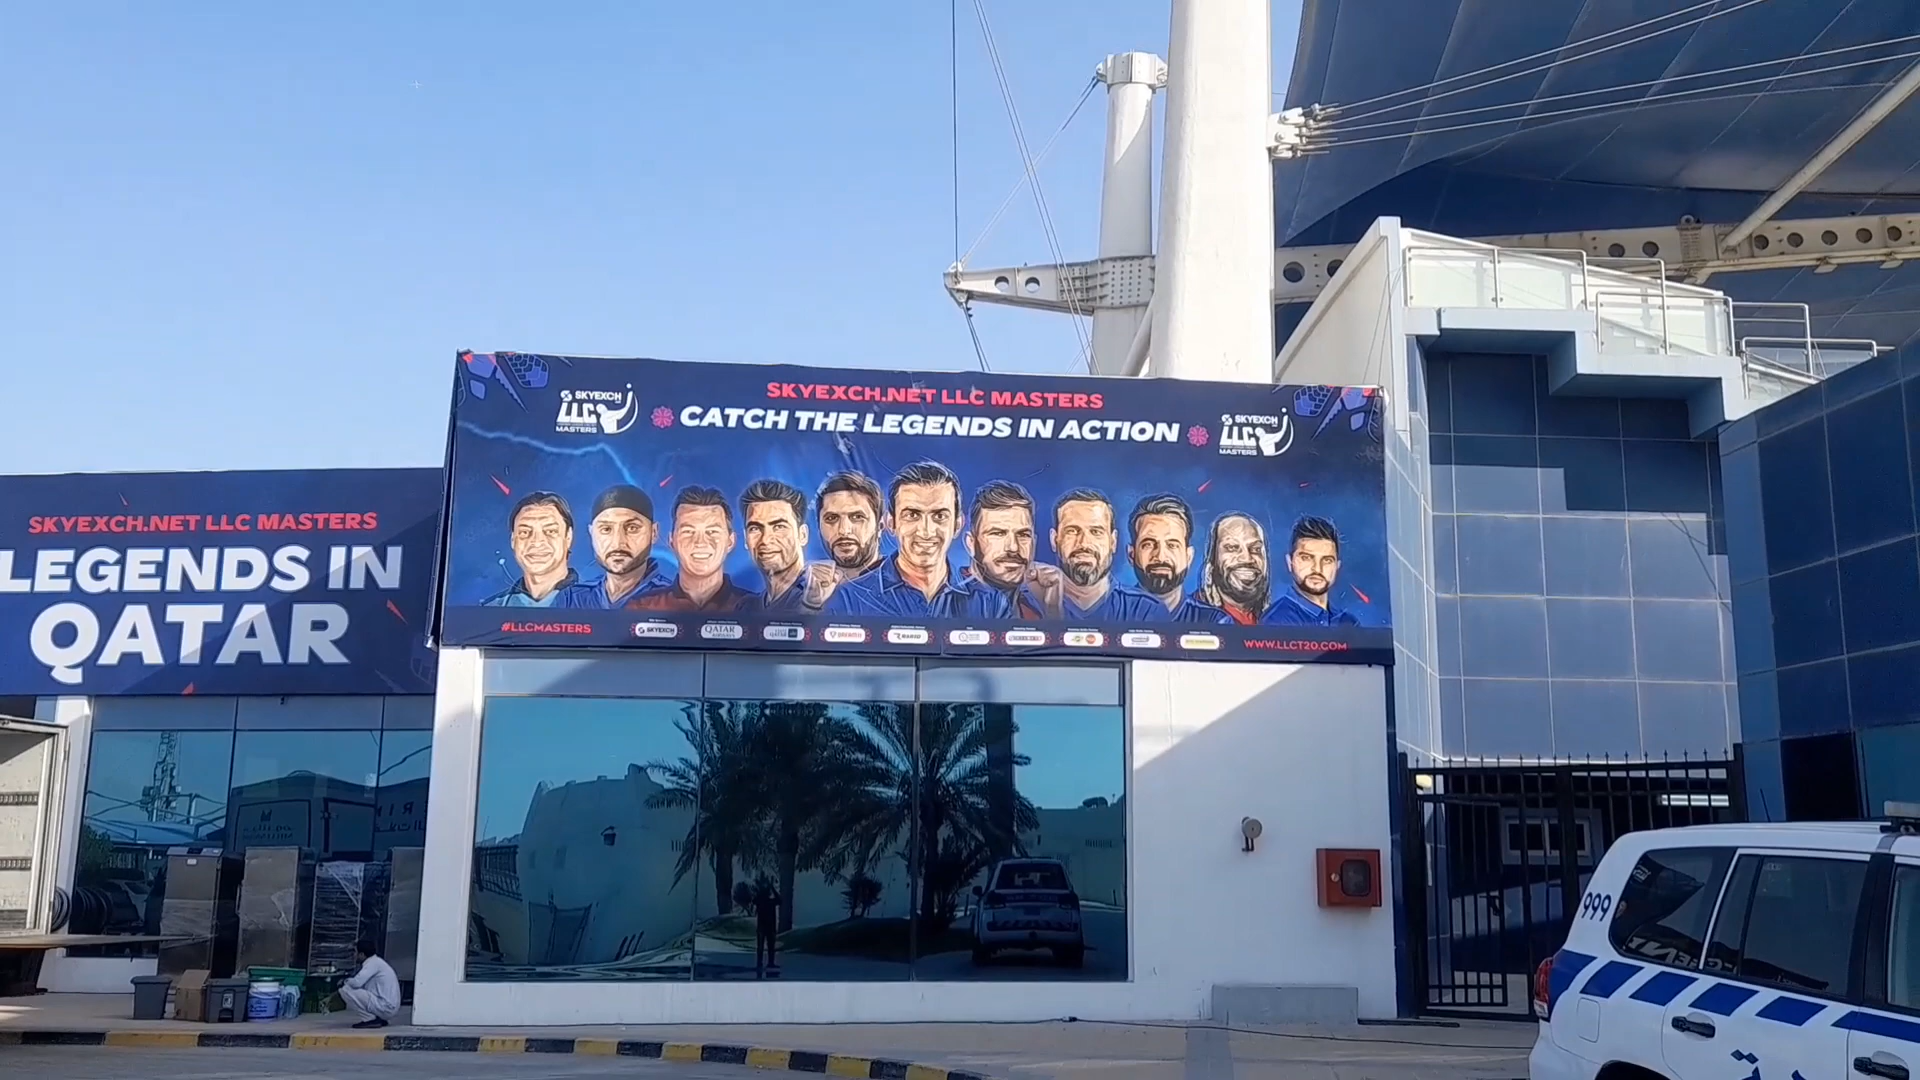 SKYEXCH.NET LLC MASTERS
CATCH THE LEGENDS IN ACTION
SKYEXCH
LLC
MASTERS
SKYEXCH
LLC
MASTERS
SKYEXCH.NET LLC MASTERS
LEGENDS IN
QATAR
#LLCMASTERS
SKYEXCH
QATAR
WWW.LLCT20.COM
999